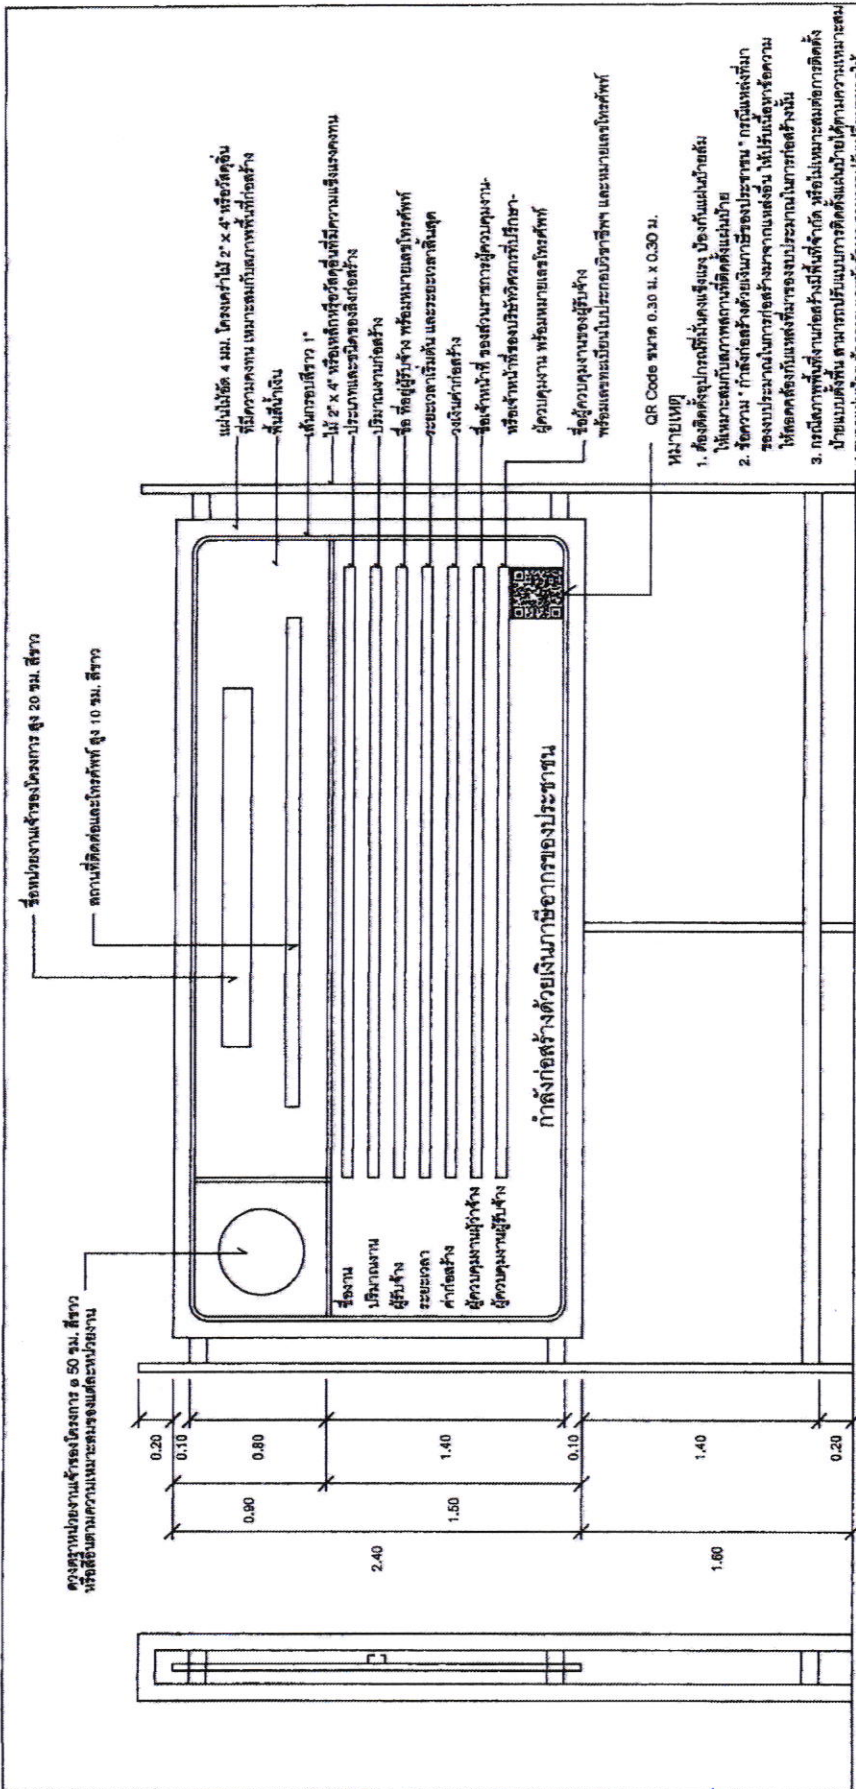 ดวงตราหน่วยงานเจ้าของโครงการ ø 50 ซม. สีขาว
หรือสีอื่นตามความเหมาะสมของแต่ละหน่วยงาน
ชื่อหน่วยงานเจ้าของโครงการ สูง 20 ซม. สีขาว
สถานที่ติดต่อและโทรศัพท์ สูง 10 ซม. สีขาว
แผ่นไม้อัด 4 มม. โครงเคร่าไม้ 2" x 4" หรือวัสดุอื่น
ที่มีความคงทน เหมาะสมกับสภาพพื้นที่ก่อสร้าง
พื้นสีน้ำเงิน
เส้นกรอบสีขาว 1"
ไม้ 2" x 4" หรือเหล็กหรือวัสดุอื่นที่มีความแข็งแรงคงทน
ประเภทและชนิดของสิ่งก่อสร้าง
ปริมาณงานก่อสร้าง
ชื่อ ที่อยู่ผู้รับจ้าง พร้อมหมายเลขโทรศัพท์
ระยะเวลาเริ่มต้น และระยะเวลาสิ้นสุด
วงเงินค่าก่อสร้าง
ชื่อเจ้าหน้าที่ ของส่วนราชการผู้ควบคุมงาน-
หรือเจ้าหน้าที่ของบริษัทวิศวกรที่ปรึกษา-
ผู้ควบคุมงาน พร้อมหมายเลขโทรศัพท์
ชื่อผู้ควบคุมงานของผู้รับจ้าง
พร้อมเลขทะเบียนใบประกอบวิชาชีพฯ และหมายเลขโทรศัพท์
QR Code ขนาด 0.30 ม. x 0.30 ม.
ชื่องาน
ปริมาณงาน
ผู้รับจ้าง
ระยะเวลา
ค่าก่อสร้าง
ผู้ควบคุมงานผู้ว่าจ้าง
ผู้ควบคุมงานผู้รับจ้าง
กำลังก่อสร้างด้วยเงินภาษีอากรของประชาชน
0.20
0.10
0.80
1.40
0.10
1.40
0.20
0.90
1.50
2.40
1.60
หมายเหตุ
1. ต้องติดตั้งอุปกรณ์ที่มั่นคงแข็งแรง ป้องกันแผ่นป้ายล้ม
ให้เหมาะสมกับสภาพสถานที่ติดตั้งแผ่นป้าย
2. ข้อความ " กำลังก่อสร้างด้วยเงินภาษีของประชาชน " กรณีแหล่งที่มา
ของงบประมาณในการก่อสร้างมาจากแหล่งอื่น ให้ปรับเนื้อหาข้อความ
ให้สอดคล้องกับแหล่งที่มาของงบประมาณในการก่อสร้างนั้น
3. กรณีสภาพพื้นที่งานก่อสร้างมีพื้นที่จำกัด หรือไม่เหมาะสมต่อการติดตั้ง
ป้ายแบบตั้งพื้น สามารถปรับแบบการติดตั้งแผ่นป้ายได้ตามความเหมาะสม